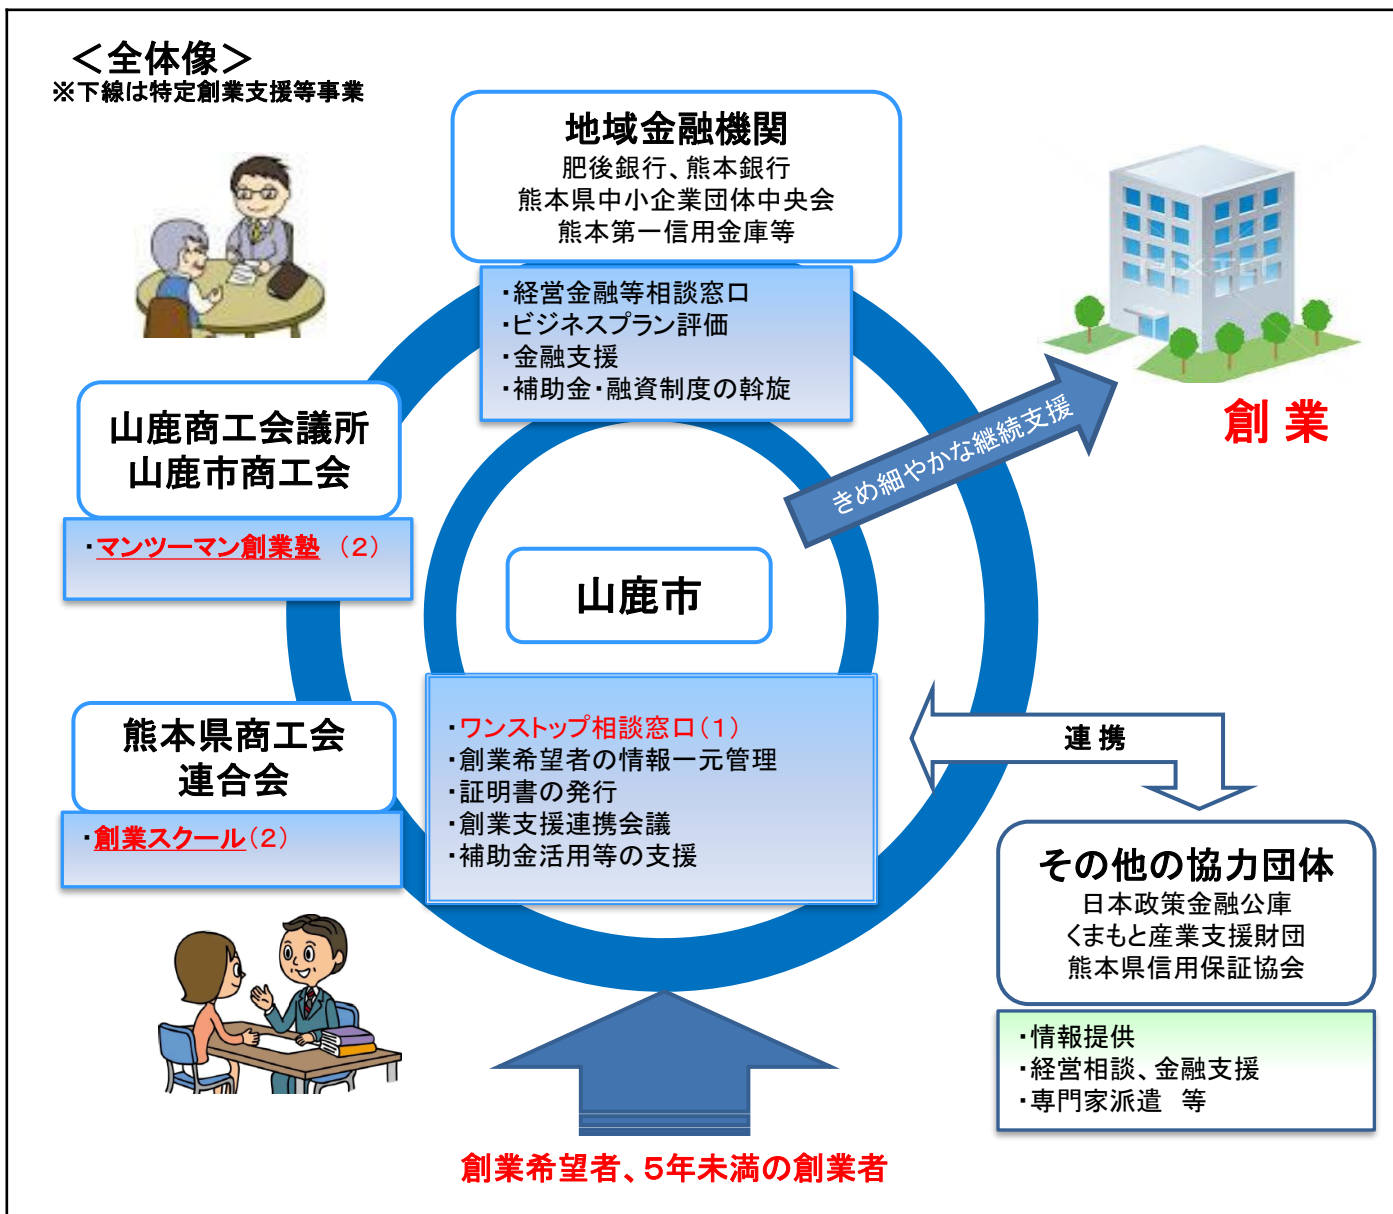 ＜全体像＞
※下線は特定創業支援等事業
地域金融機関
肥後銀行、熊本銀行
熊本県中小企業団体中央会
熊本第一信用金庫等
・経営金融等相談窓口
・ビジネスプラン評価
・金融支援
・補助金・融資制度の斡旋
きめ細やかな継続支援
創 業
山鹿商工会議所
山鹿市商工会
・マンツーマン創業塾　（２）
山鹿市
・ワンストップ相談窓口（１）
・創業希望者の情報一元管理
・証明書の発行
・創業支援連携会議
・補助金活用等の支援
熊本県商工会
連合会
・創業スクール（２）
連 携
その他の協力団体
日本政策金融公庫
くまもと産業支援財団
熊本県信用保証協会
・情報提供
・経営相談、金融支援
・専門家派遣　等
創業希望者、５年未満の創業者